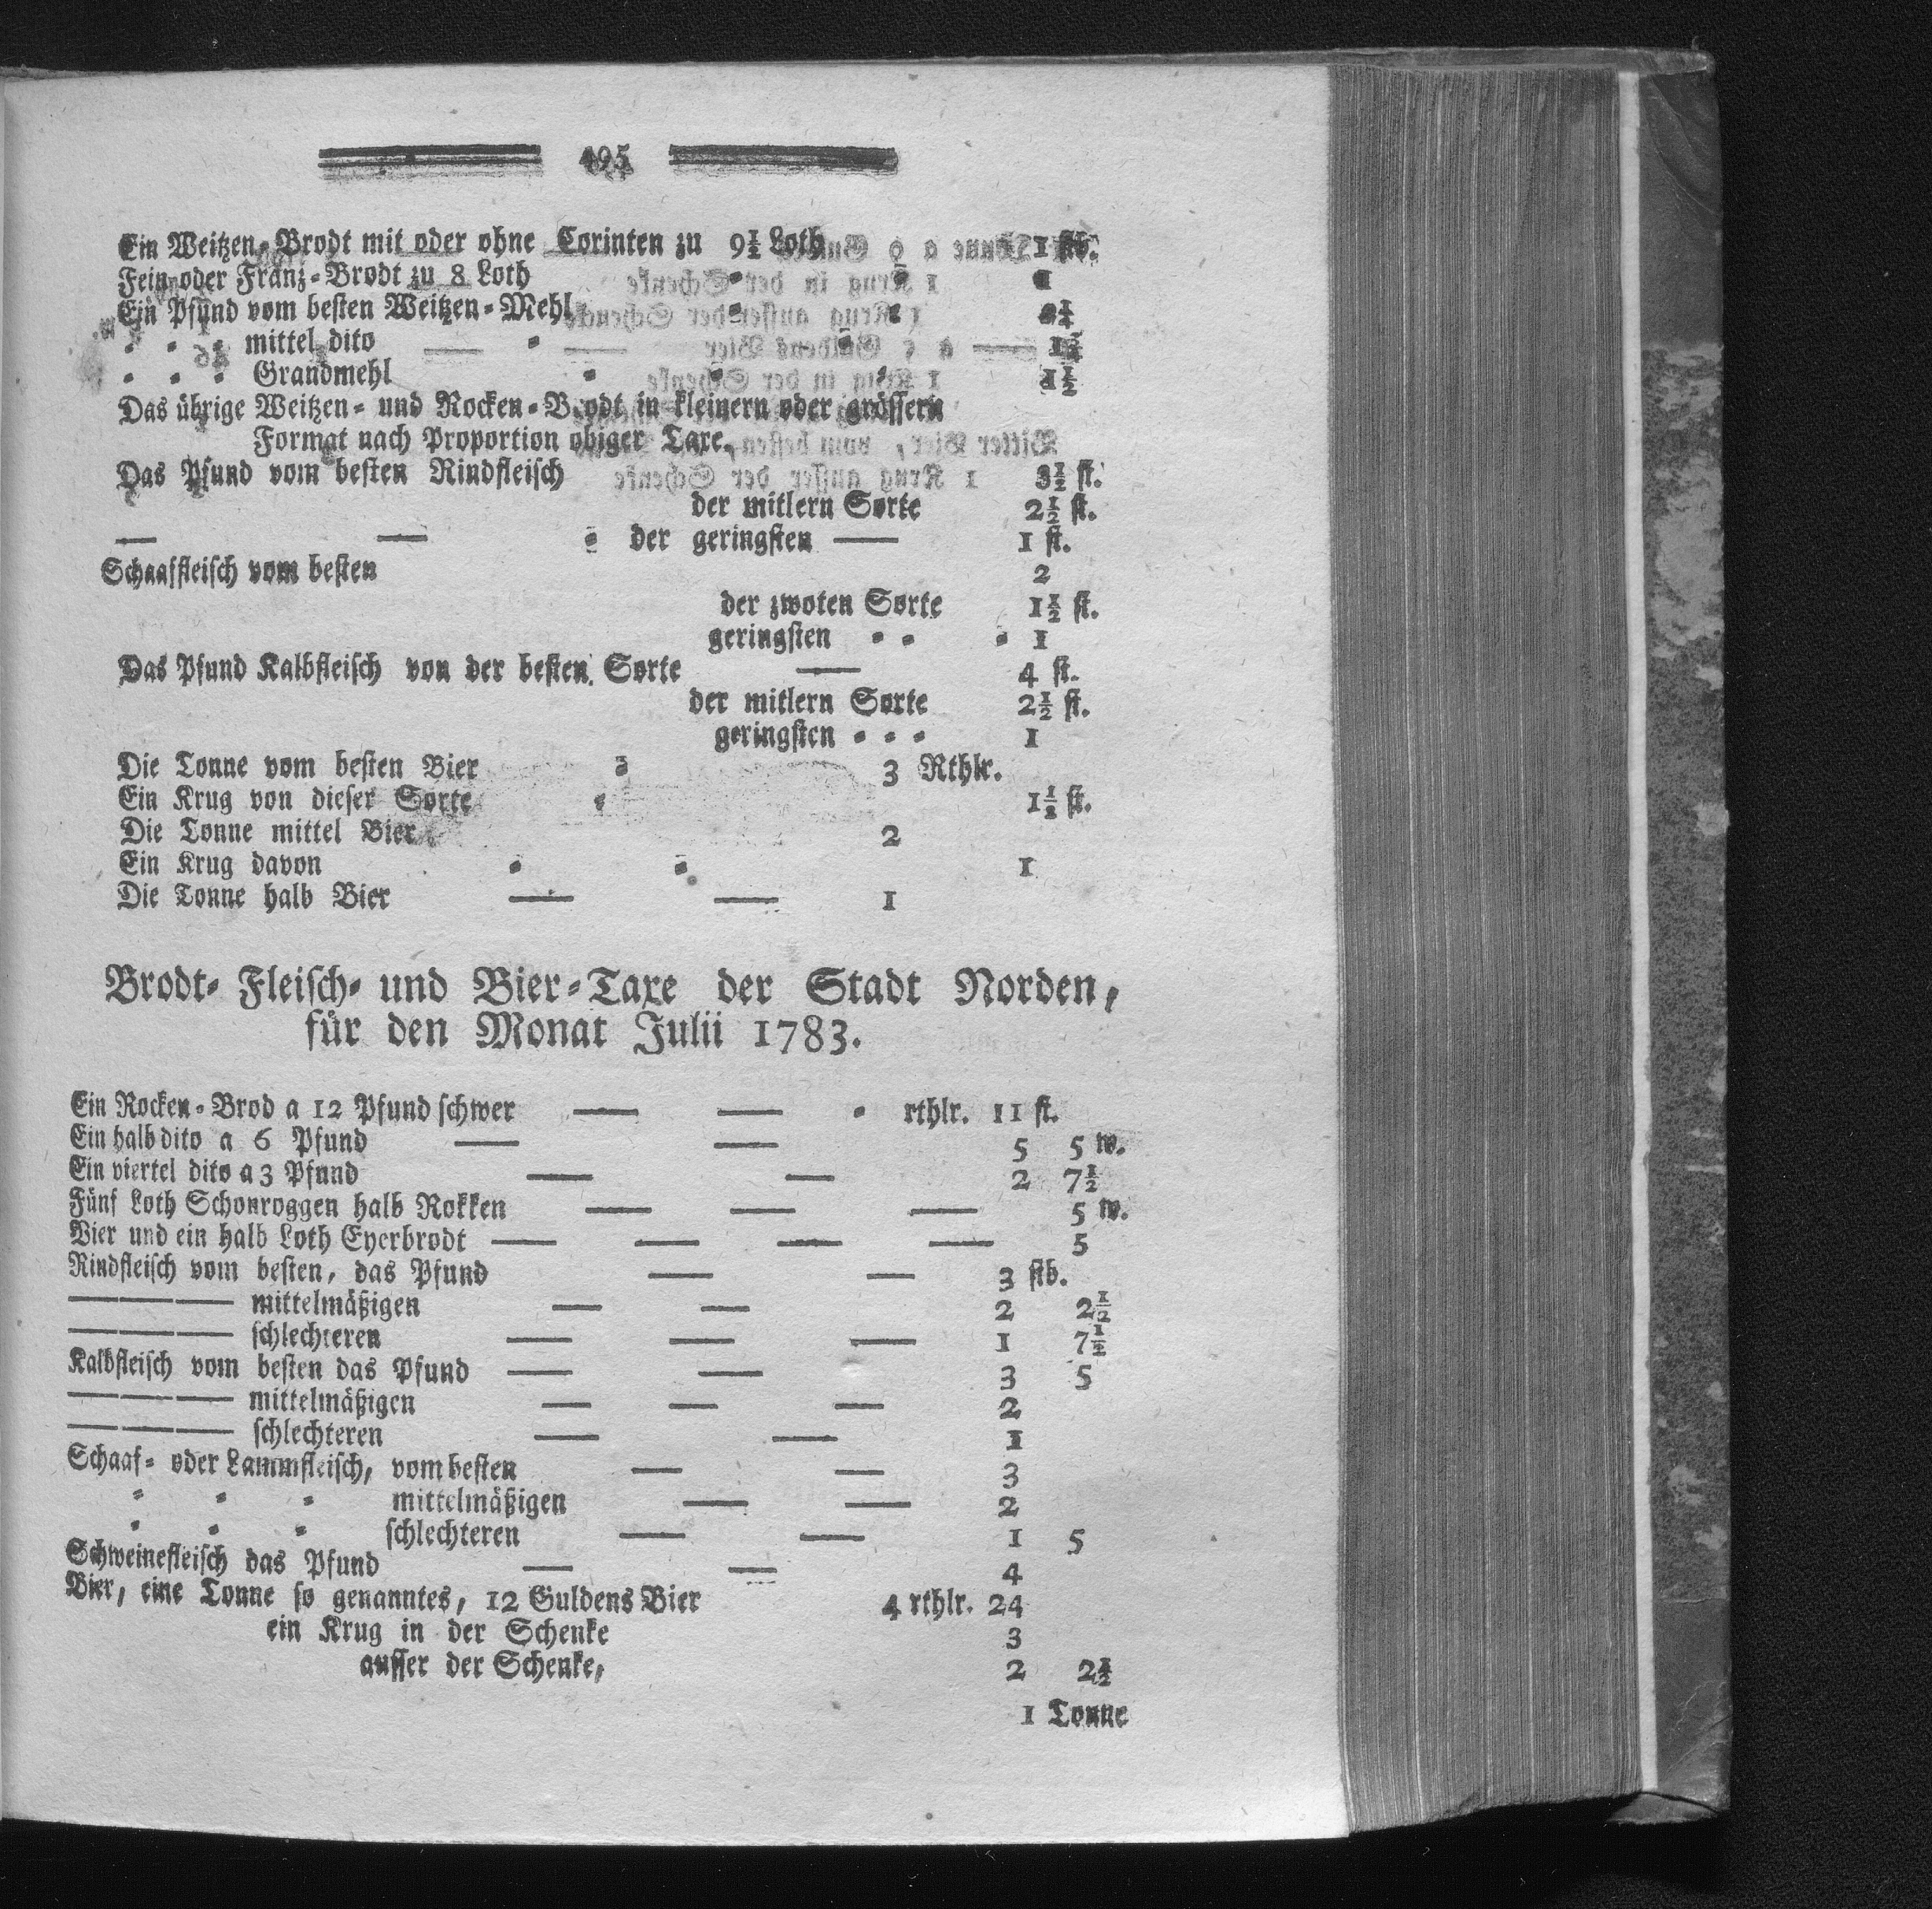 495
Ein Weitzen-Brodt mit oder ohne Corinten zu 9½ Loth 1 stb.
Fein oder Franz-Brodt zu 8 Loth 1
Ein Pfund vom besten Weitzen-Mehl
mittel dito
Grandmehl 1½
Das übrige Weitzen- und Rocken-Brodt in kleinern oder grössern
Format nach Proportion obiger Taxe.
Das Pfund vom besten Rindfleisch 3½ st.
der mitlern Sorte 2½ st.
— — der geringsten — 1 st.
Schaaffleisch vom besten 2
der zwoten Sorte 1½ st.
geringsten 1
Das Pfund Kalbfleisch von der besten Sorte — 4 st.
der mitlern Sorte 2½ st.
geringsten 1
Die Tonne vom besten Bier 3 Rthlr.
Ein Krug von dieser Sorte 1½ st.
Die Tonne mittel Bier 2
Ein Krug davon 1
Die Tonne halb Bier — — 1
Brodt- Fleisch- und Bier-Taxe der Stadt Norden,
für den Monat Julii 1783.
Ein Rocken-Brod a 12 Pfund schwer — — rthlr. 11 st.
Ein halb dito a 6 Pfund — — 5 5 w.
Ein viertel dito a 3 Pfund — — 2 7½
Fünf Loth Schonroggen halb Rokken — — — 5 w.
Vier und ein halb Loth Eyerbrodt — — — — 5
Rindfleisch vom besten, das Pfund — — 3 stb.
——— mittelmäßigen — — 2 2½
——— schlechteren — — — 1 7½
Kalbfleisch vom besten das Pfund — — 3 5
——— mittelmäßigen — — — 2
——— schlechteren — — 1
Schaaf- oder Lammfleisch, vom besten — — 3
mittelmäßigen — — 2
schlechteren — — 1 5
Schweinefleisch das Pfund — — 4
Bier, eine Tonne so genanntes, 12 Guldens Bier 4 rthlr. 24
ein Krug in der Schenke 3
ausser der Schenke, 2 2½
1 Tonne